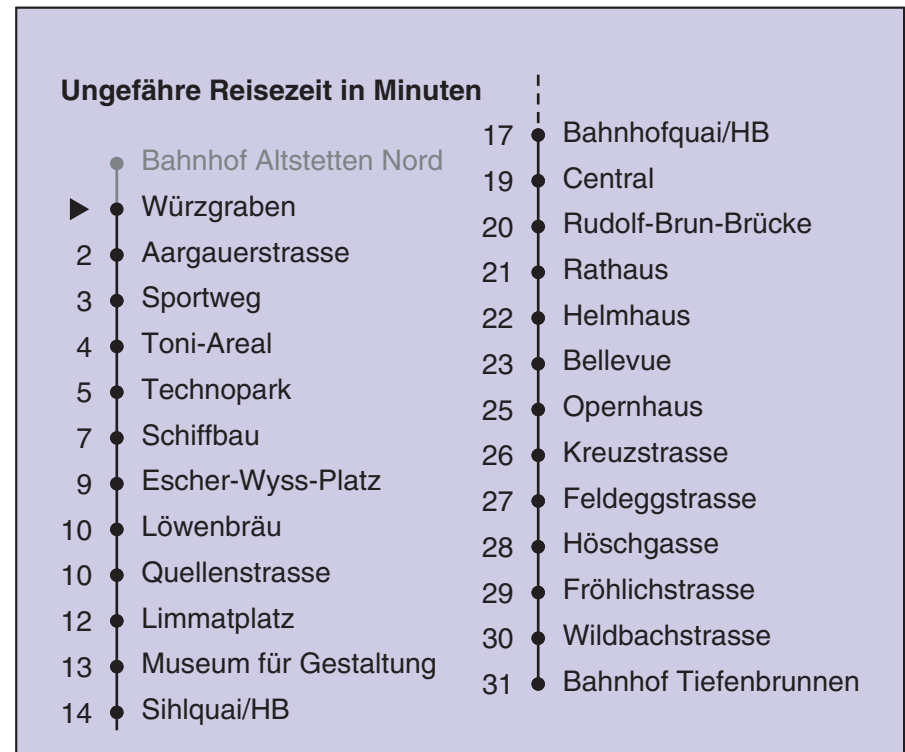 Ungefähre Reisezeit in Minuten
Bahnhof Altstetten Nord
Würzgraben
2 Aargauerstrasse
3 Sportweg
4 Toni-Areal
5 Technopark
7 Schiffbau
9 Escher-Wyss-Platz
10 Löwenbräu
10 Quellenstrasse
12 Limmatplatz
13 Museum für Gestaltung
14 Sihlquai/HB
17 Bahnhofquai/HB
19 Central
20 Rudolf-Brun-Brücke
21 Rathaus
22 Helmhaus
23 Bellevue
25 Opernhaus
26 Kreuzstrasse
27 Feldeggstrasse
28 Höschgasse
29 Fröhlichstrasse
30 Wildbachstrasse
31 Bahnhof Tiefenbrunnen